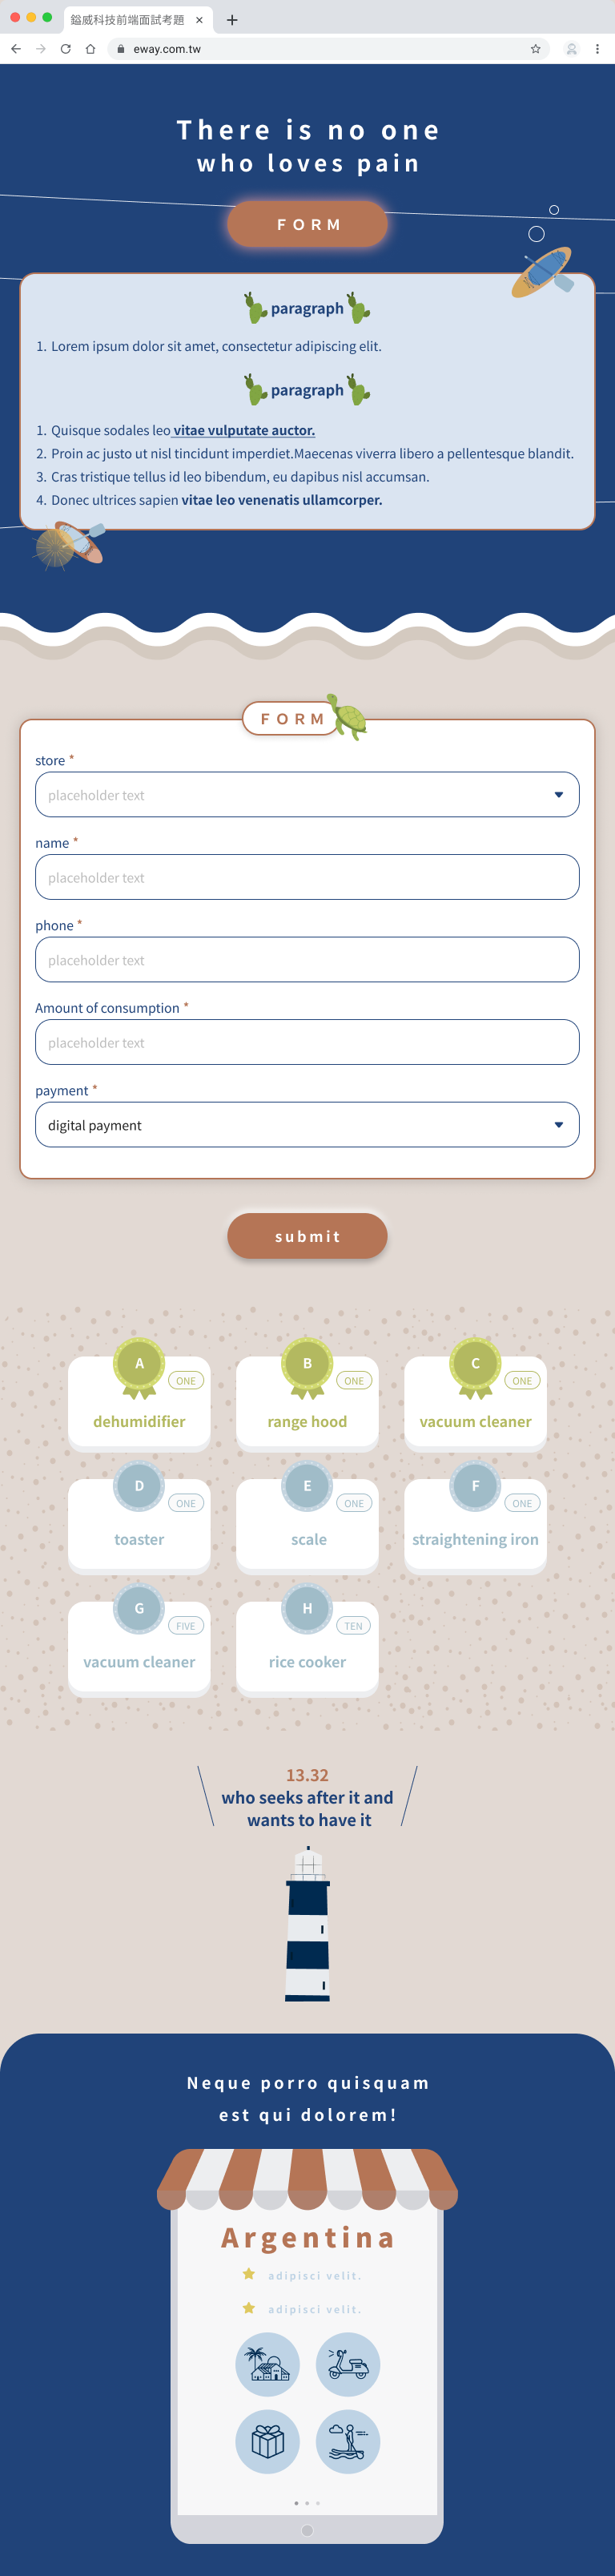 鎰威科技前端面試考題
eway.com.tw
There is no one
who loves pain
FORM
paragraph
1. Lorem ipsum dolor sit amet, consectetur adipiscing elit.
paragraph
1. Quisque sodales leo vitae vulputate auctor.
2. Proin ac justo ut nisl tincidunt imperdiet.Maecenas viverra libero a pellentesque blandit.
3. Cras tristique tellus id leo bibendum, eu dapibus nisl accumsan.
4. Donec ultrices sapien vitae leo venenatis ullamcorper.
FORM
store *
placeholder text
name *
placeholder text
phone *
placeholder text
Amount of consumption *
placeholder text
payment *
digital payment
submit
A
ONE
dehumidifier
B
ONE
range hood
C
ONE
vacuum cleaner
D
ONE
toaster
E
ONE
scale
F
ONE
straightening iron
G
FIVE
vacuum cleaner
H
TEN
rice cooker
13.32
who seeks after it and
wants to have it
Neque porro quisquam
est qui dolorem!
Argentina
adipisci velit.
adipisci velit.